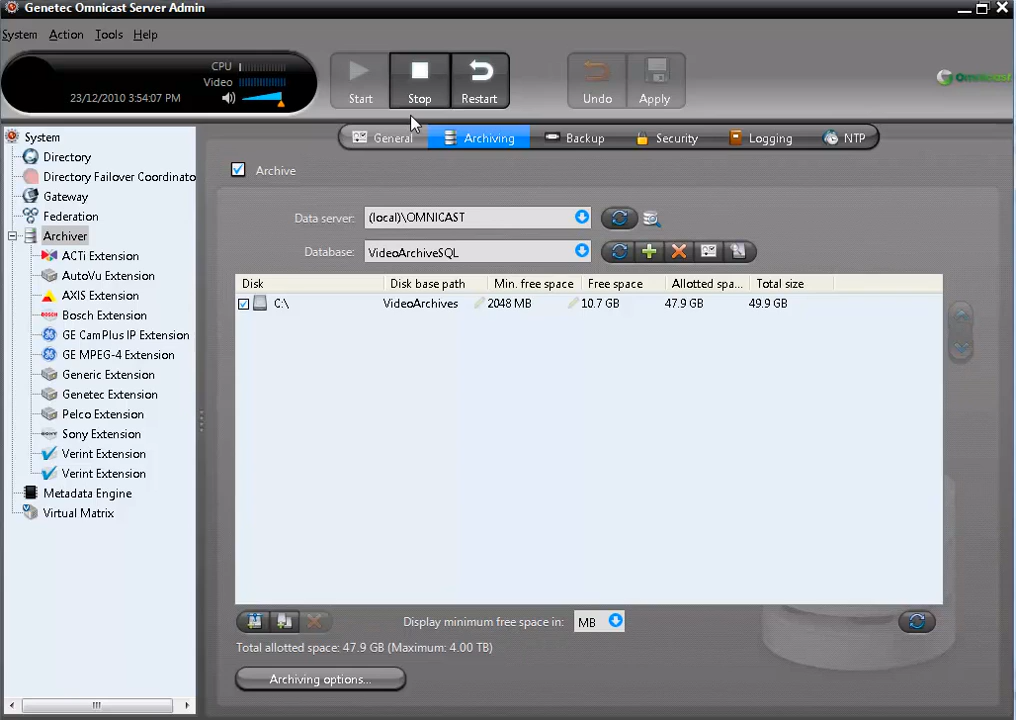 Genetec Omnicast Server Admin
System Action Tools Help
CPU
Video
23/12/2010 3:54:07 PM
Start Stop Restart Undo Apply
Omnicast
General Archiving Backup Security Logging NTP
System
Directory
Directory Failover Coordinato
Gateway
Federation
Archiver
ACTi Extension
AutoVu Extension
AXIS Extension
BOSCH Bosch Extension
GE CamPlus IP Extension
GE MPEG-4 Extension
Generic Extension
Genetec Extension
Pelco Extension
SONY Sony Extension
Verint Extension
Verint Extension
Metadata Engine
Virtual Matrix
Archive
Data server: (local)\OMNICAST
Database: VideoArchiveSQL
Disk Disk base path Min. free space Free space Allotted spa... Total size
C:\ VideoArchives 2048 MB 10.7 GB 47.9 GB 49.9 GB
Display minimum free space in: MB
Total allotted space: 47.9 GB (Maximum: 4.00 TB)
Archiving options...